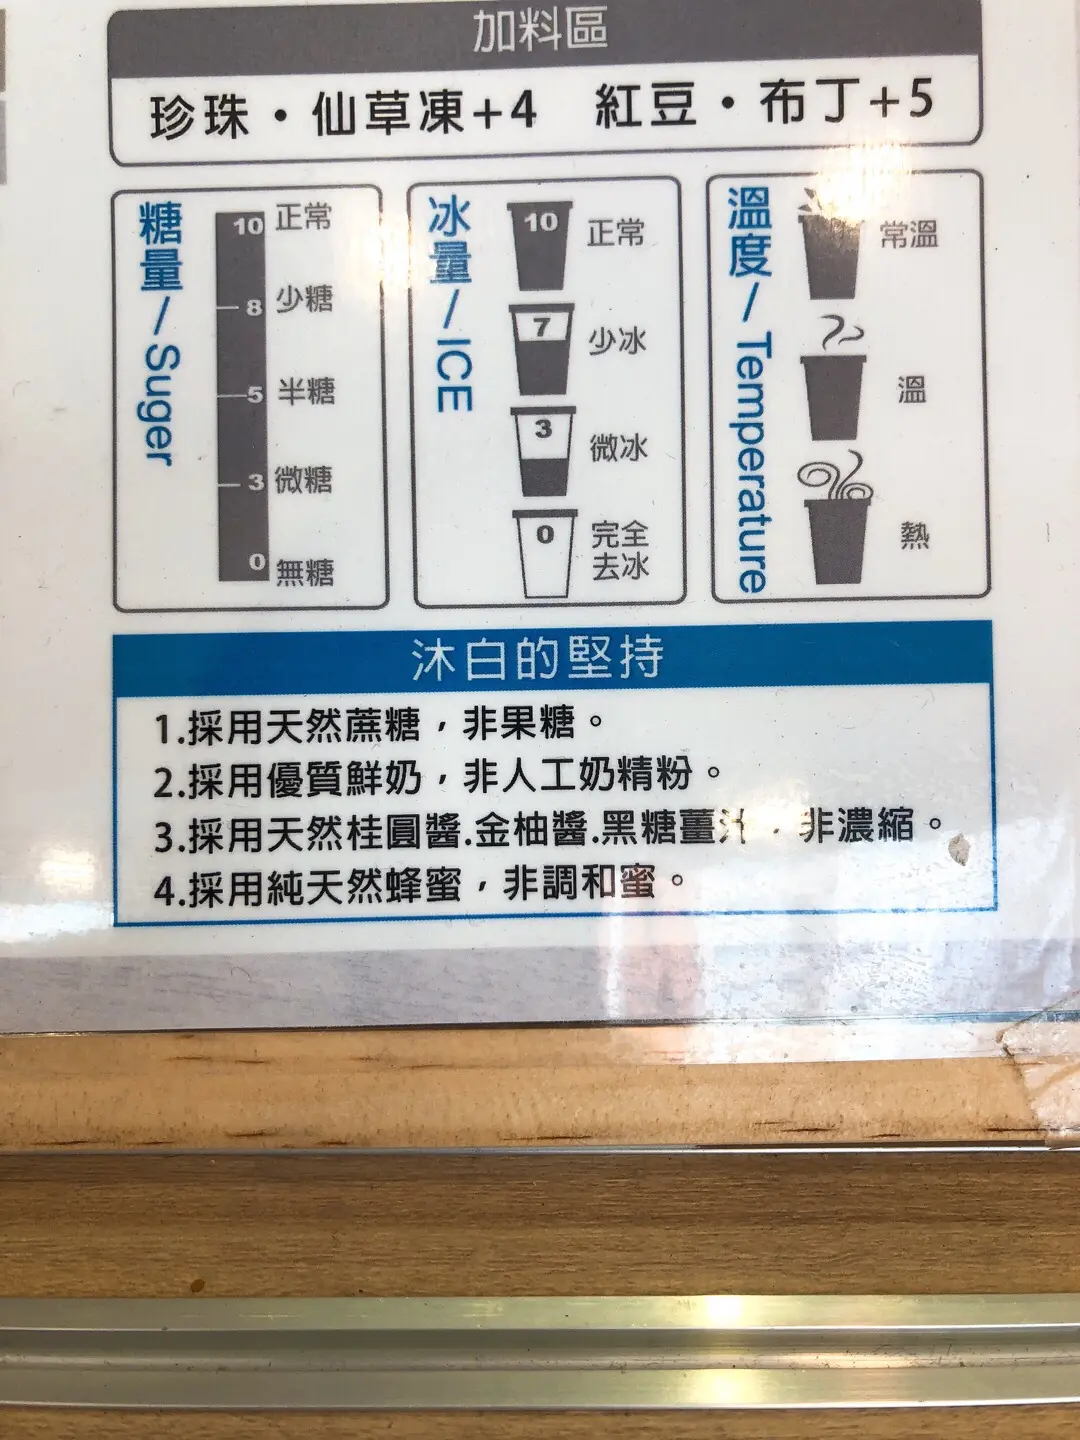 加料區
珍珠・仙草凍+4 紅豆・布丁+5
糖量/Suger
10 正常
8 少糖
5 半糖
3 微糖
0 無糖
冰量/ICE
10 正常
7 少冰
3 微冰
0 完全
去冰
溫度/Temperature
常溫
溫
熱
沐白的堅持
1.採用天然蔗糖，非果糖。
2.採用優質鮮奶，非人工奶精粉。
3.採用天然桂圓醬.金柚醬.黑糖薑汁，非濃縮。
4.採用純天然蜂蜜，非調和蜜。